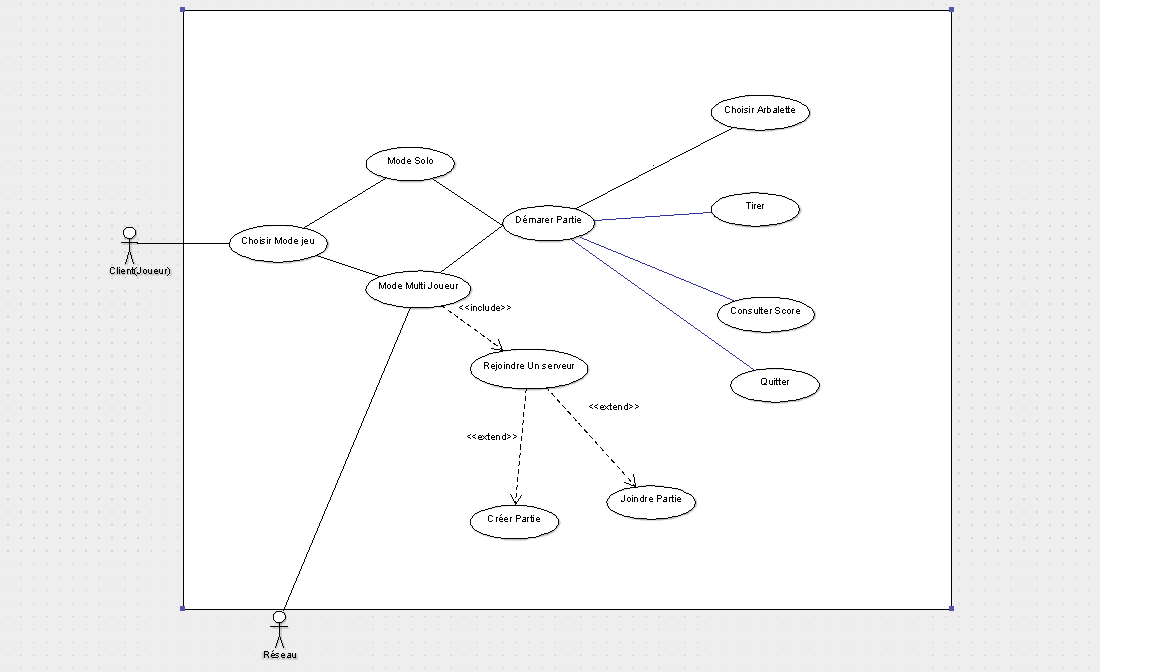 Choisir Arbalette
Mode Solo
Tirer
Démarer Partie
Choisir Mode jeu
Client(Joueur)
Mode Multi Joueur
<<include>>
Consulter Score
Rejoindre Un serveur
Quitter
<<extend>>
<<extend>>
Joindre Partie
Créer Partie
Réseau